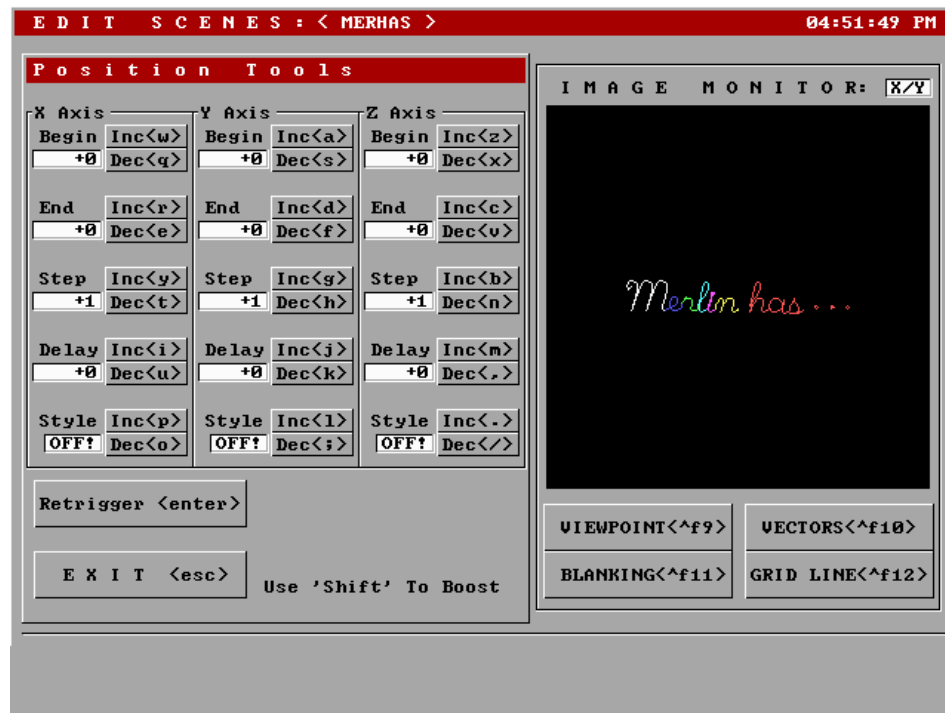 E D I T   S C E N E S : < MERHAS >   04:51:49 PM
P o s i t i o n   T o o l s
I M A G E   M O N I T O R: X/Y
X Axis   Y Axis   Z Axis
Begin Inc<w>   Begin Inc<a>   Begin Inc<z>
+0 Dec<q>   +0 Dec<s>   +0 Dec<x>
End Inc<r>   End Inc<d>   End Inc<c>
+0 Dec<e>   +0 Dec<f>   +0 Dec<v>
Step Inc<y>   Step Inc<g>   Step Inc<b>
+1 Dec<t>   +1 Dec<h>   +1 Dec<n>
Delay Inc<i>   Delay Inc<j>   Delay Inc<m>
+0 Dec<u>   +0 Dec<k>   +0 Dec<,>
Style Inc<p>   Style Inc<l>   Style Inc<.>
OFF! Dec<o>   OFF! Dec<;>   OFF! Dec</>
Retrigger <enter>
E X I T <esc>   Use 'Shift' To Boost
Merlin has...
VIEWPOINT<^f9>   VECTORS<^f10>
BLANKING<^f11>   GRID LINE<^f12>